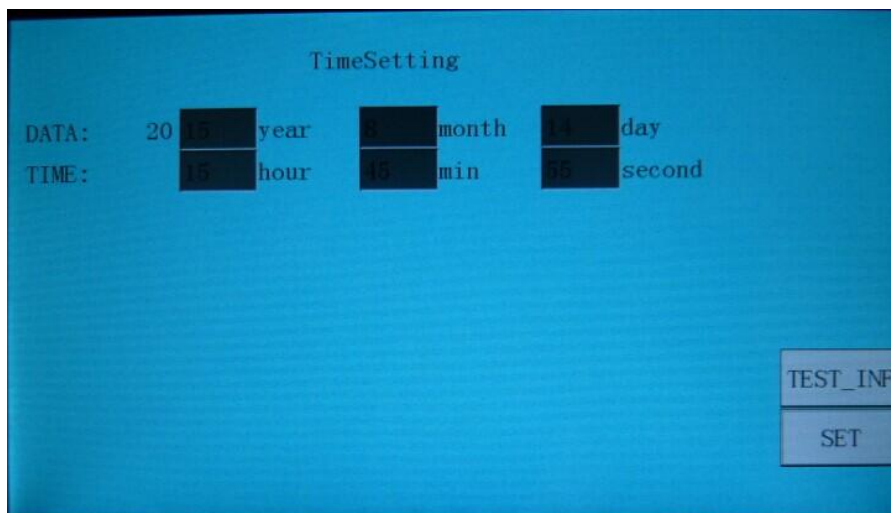 TimeSetting
DATA: 20 15 year 8 month 14 day
TIME: 15 hour 45 min 55 second
TEST_INF
SET